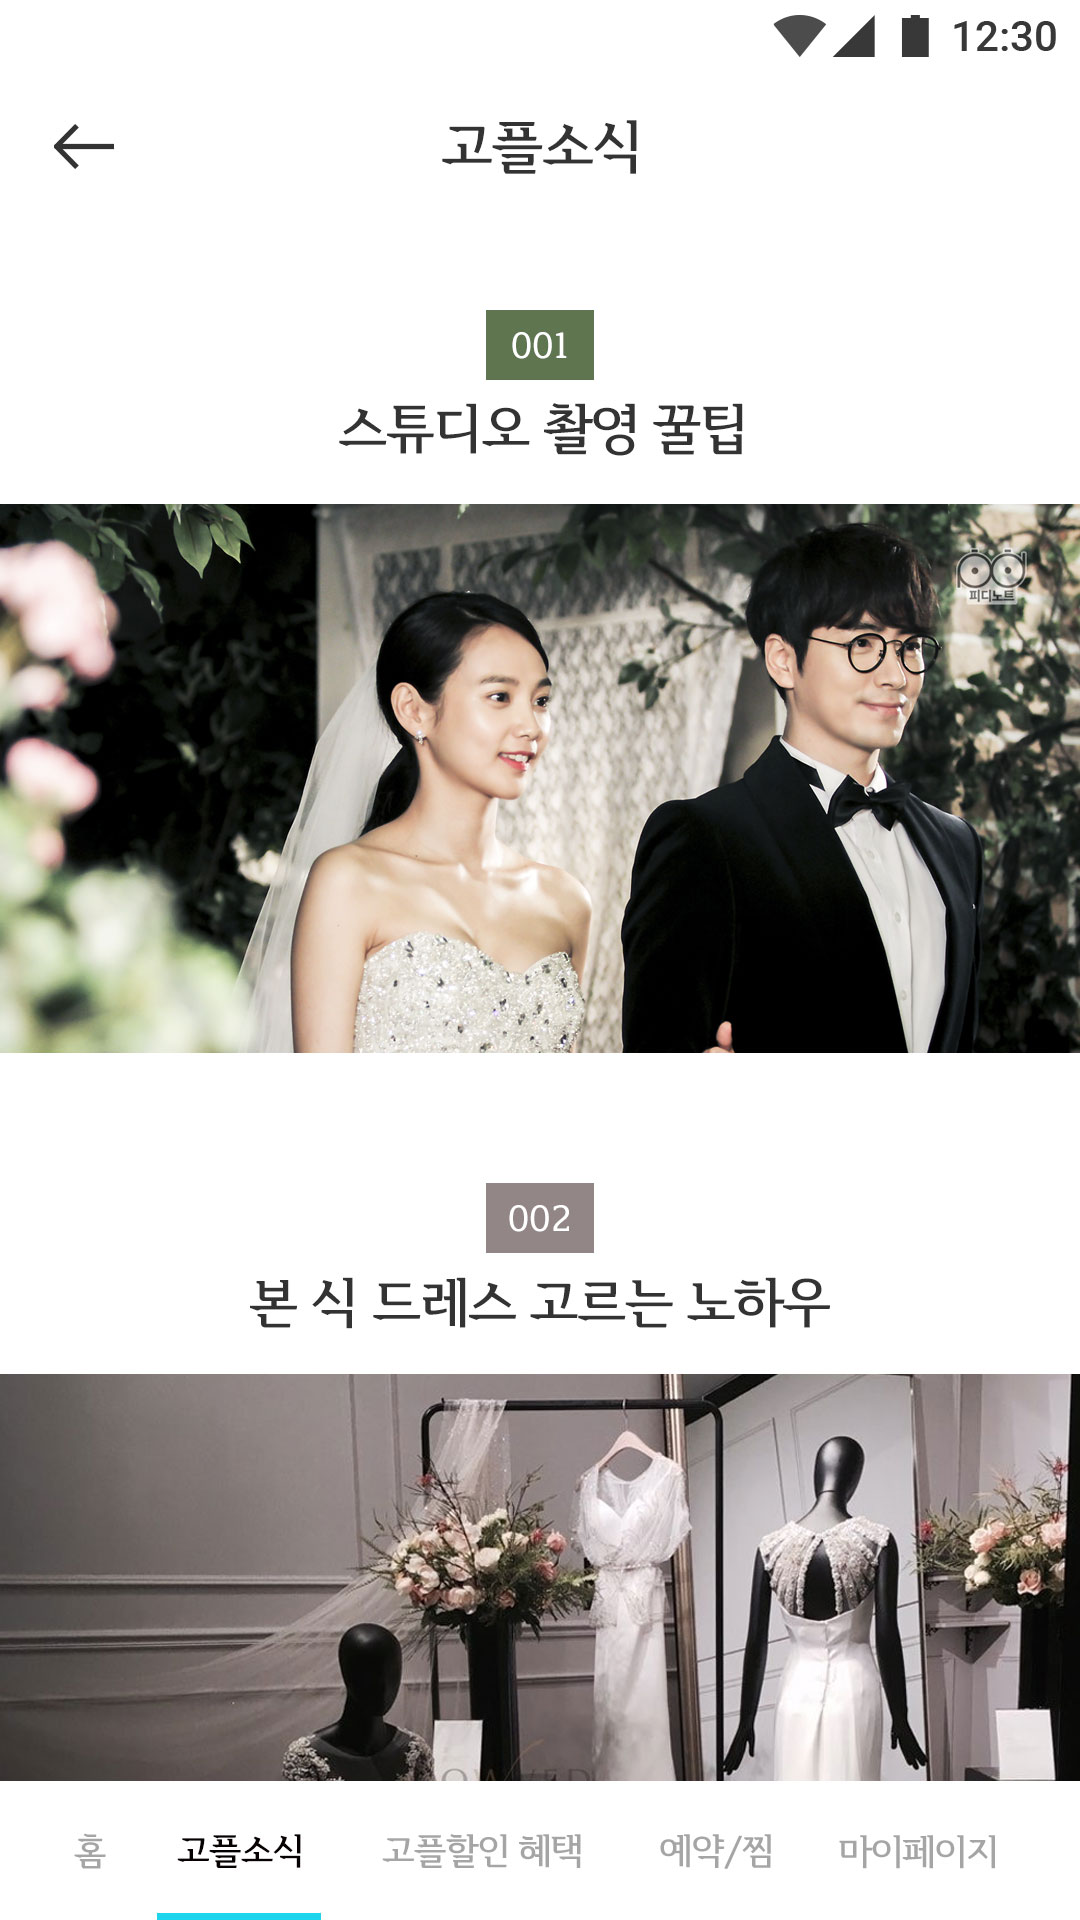 12:30
고플소식
001
스튜디오 촬영 꿀팁
피디노트
002
본 식 드레스 고르는 노하우
홈 고플소식 고플할인 혜택 예약/찜 마이페이지